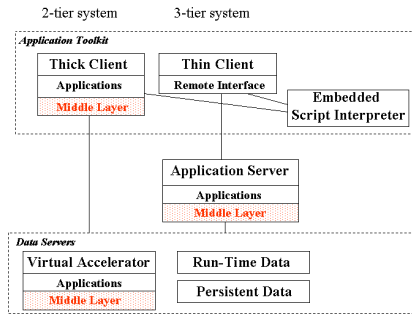 2-tier system 3-tier system
Application Toolkit
Thick Client
Applications
Middle Layer
Thin Client
Remote Interface
Embedded
Script Interpreter
Application Server
Applications
Middle Layer
Data Servers
Virtual Accelerator
Applications
Middle Layer
Run-Time Data
Persistent Data